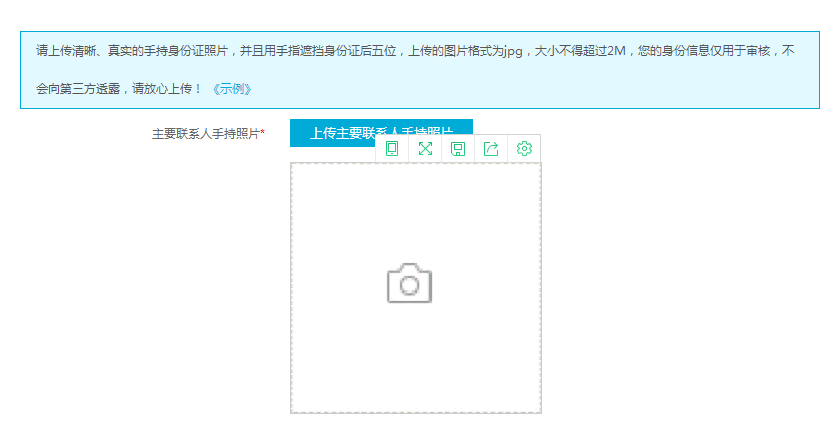 请上传清晰、真实的手持身份证照片，并且用手指遮挡身份证后五位，上传的图片格式为jpg，大小不得超过2M，您的身份信息仅用于审核，不
会向第三方透露，请放心上传！《示例》
主要联系人手持照片* 上传主要联系人手持照片